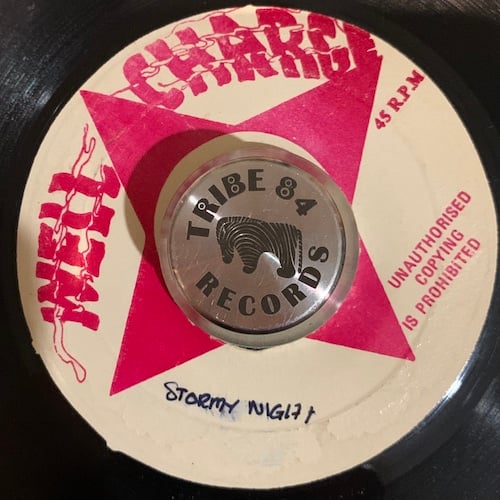 WELL
CHARGE
45 R.P.M
TRIBE 84
RECORDS
UNAUTHORISED
COPYING
IS PROHIBITED
STORMY NIGHT